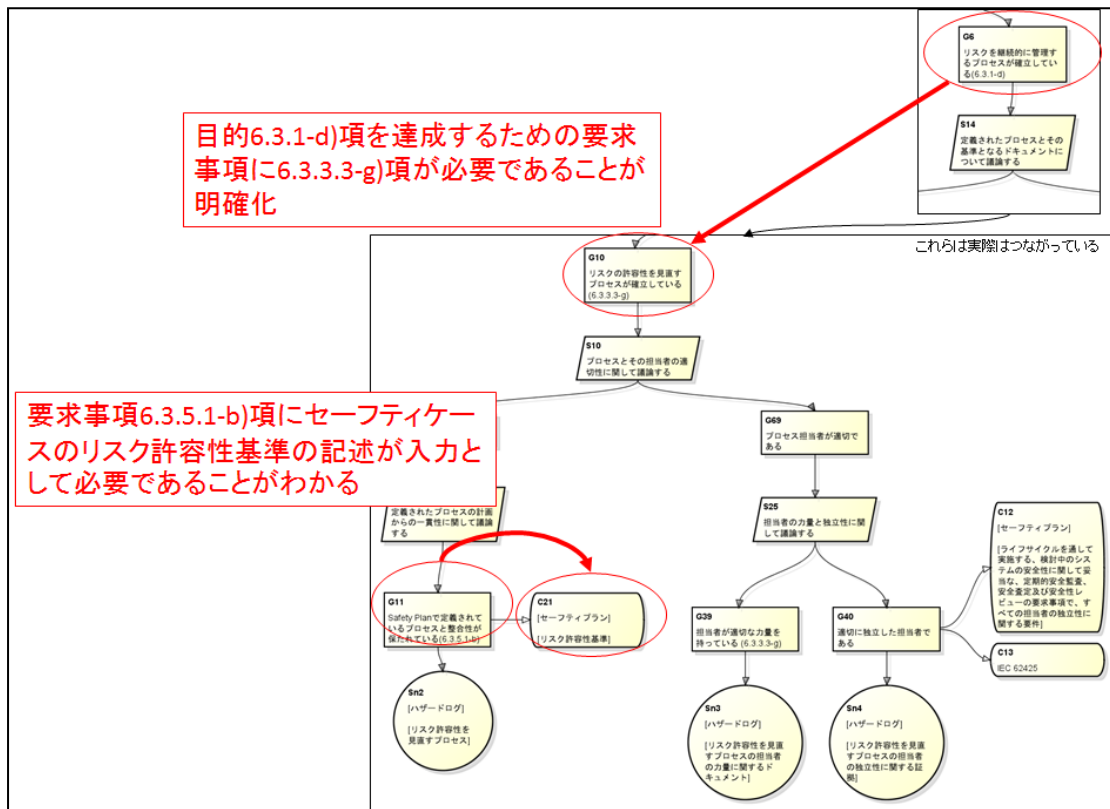 G6
リスクを継続的に管理す
るプロセスが確立してい
る(6.3.1-d)
目的6.3.1-d)項を達成するための要求
事項に6.3.3.3-g)項が必要であることが
明確化
S14
定義されたプロセスとその
基準となるドキュメントに
ついて議論する
これらは実際はつながっている
G10
リスクの許容性を見直す
プロセスが確立している
(6.3.3.3-g)
S10
プロセスとその担当者の適
切性に関して議論する
要求事項6.3.5.1-b)項にセーフティケー
スのリスク許容性基準の記述が入力と
して必要であることがわかる
G69
プロセス担当者が適切で
ある
定義されたプロセスの計画
からの一貫性に関して議論
する
S25
担当者の力量と独立性に関
して議論する
C12
[セーフティプラン]
[ライフサイクルを通して
実施する、検討中のシス
テムの安全性に関して妥
当な、定期的安全監査、
安全査定及び安全性レ
ビューの要求事項で、す
べての担当者の独立性に
関する要件]
G11
Safety Planで定義されて
いるプロセスと整合性が
保たれている(6.3.5.1-b)
C21
[セーフティプラン]
[リスク許容性基準]
G39
担当者が適切な力量を
持っている (6.3.3.3-g)
G40
適切に独立した担当者で
ある
C13
IEC 62425
Sn2
[ハザードログ]
[リスク許容性を
見直すプロセス]
Sn3
[ハザードログ]
[リスク許容性を見直
すプロセスの担当者
の力量に関するドキ
ュメント]
Sn4
[ハザードログ]
[リスク許容性を見直
すプロセスの担当者
の独立性に関する証
拠]